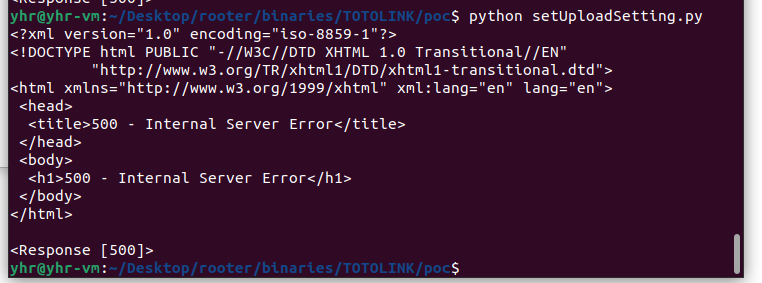 <Response [500]>
yhr@yhr-vm:~/Desktop/rooter/binaries/TOTOLINK/poc$ python setUploadSetting.py
<?xml version="1.0" encoding="iso-8859-1"?>
<!DOCTYPE html PUBLIC "-//W3C//DTD XHTML 1.0 Transitional//EN"
         "http://www.w3.org/TR/xhtml1/DTD/xhtml1-transitional.dtd">
<html xmlns="http://www.w3.org/1999/xhtml" xml:lang="en" lang="en">
 <head>
  <title>500 - Internal Server Error</title>
 </head>
 <body>
  <h1>500 - Internal Server Error</h1>
 </body>
</html>

<Response [500]>
yhr@yhr-vm:~/Desktop/rooter/binaries/TOTOLINK/poc$